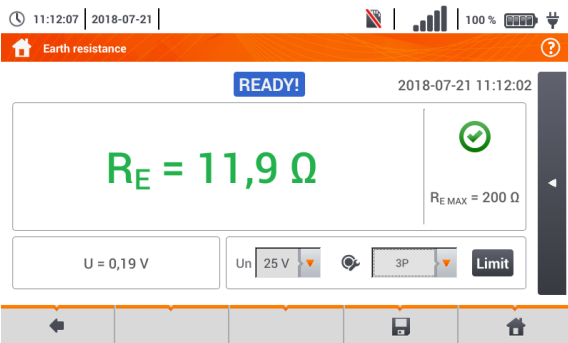 11:12:07 2018-07-21 100 %
Earth resistance ?
READY! 2018-07-21 11:12:02
RE = 11,9 Ω
RE MAX = 200 Ω
U = 0,19 V Un 25 V 3P Limit